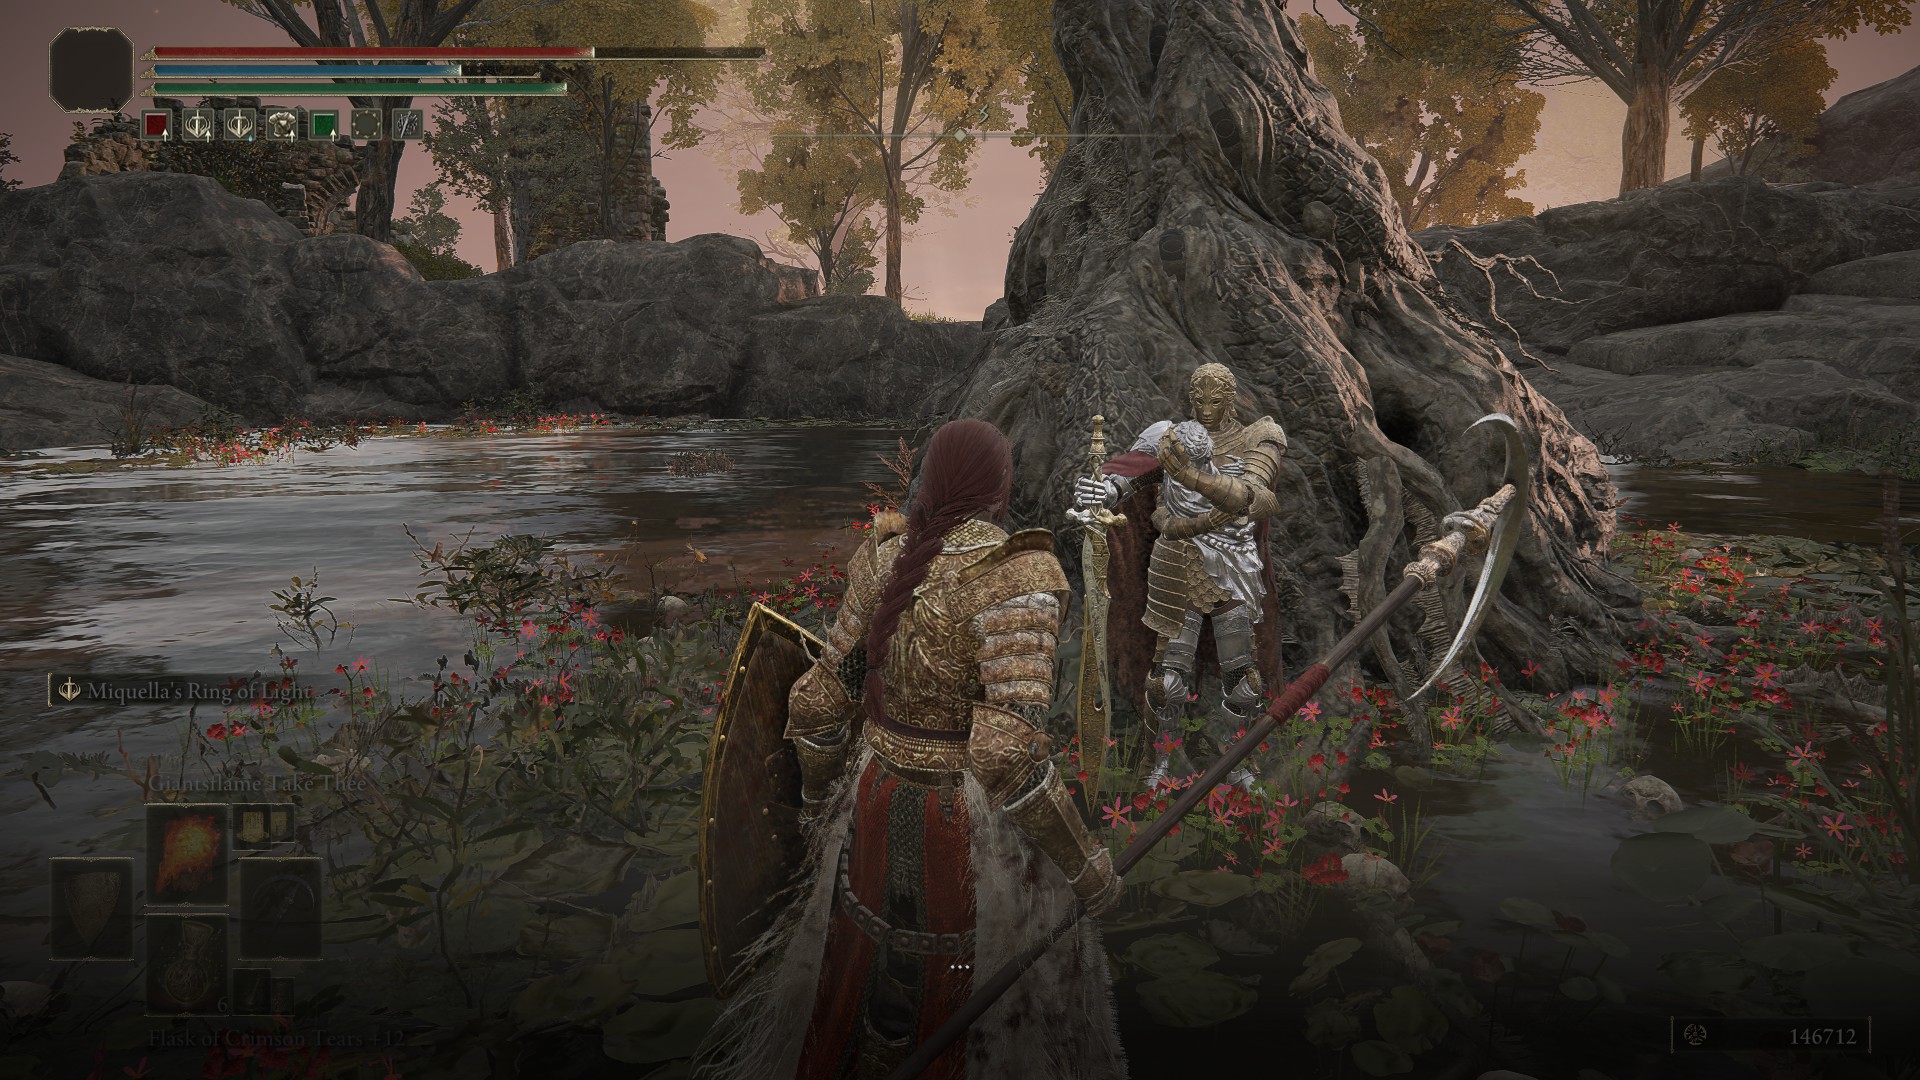 Miquella's Ring of Light
Giantsflame Take Thee
6
Flask of Crimson Tears +12
...
146712